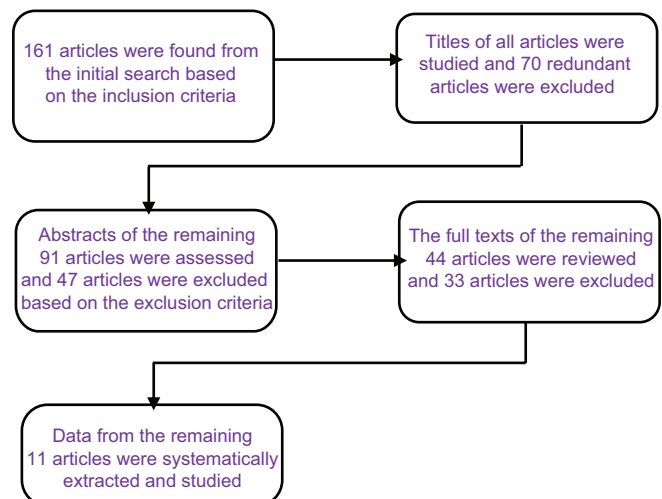 161 articles were found from
the initial search based
on the inclusion criteria
Titles of all articles were
studied and 70 redundant
articles were excluded
Abstracts of the remaining
91 articles were assessed
and 47 articles were excluded
based on the exclusion criteria
The full texts of the remaining
44 articles were reviewed
and 33 articles were excluded
Data from the remaining
11 articles were systematically
extracted and studied